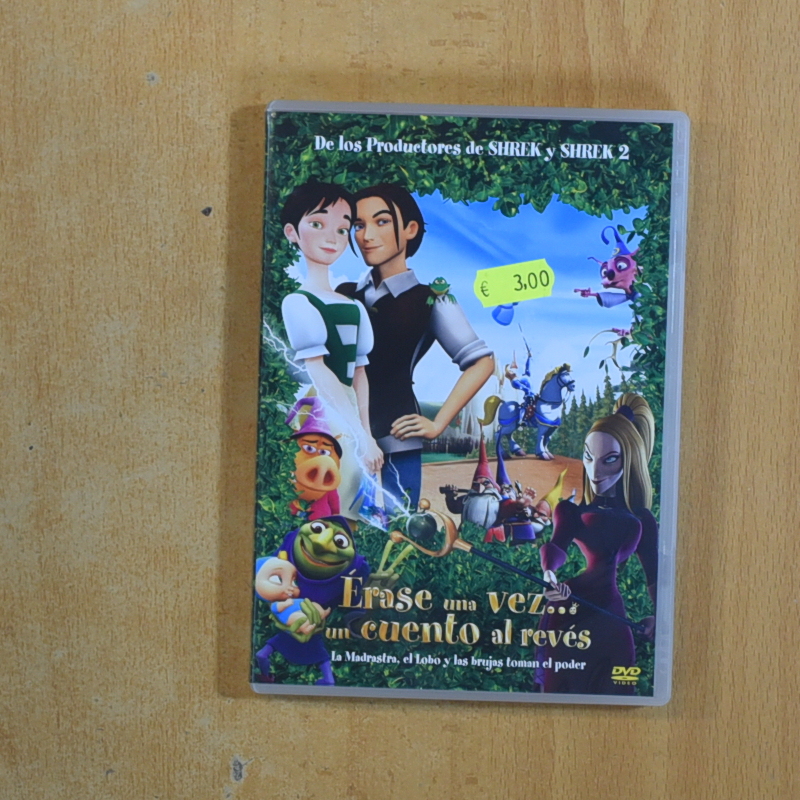 De los Productores de SHREK y SHREK 2
€ 3,00
Érase una vez...
un cuento al revés
La Madrastra, el Lobo y las brujas toman el poder
DVD
VIDEO